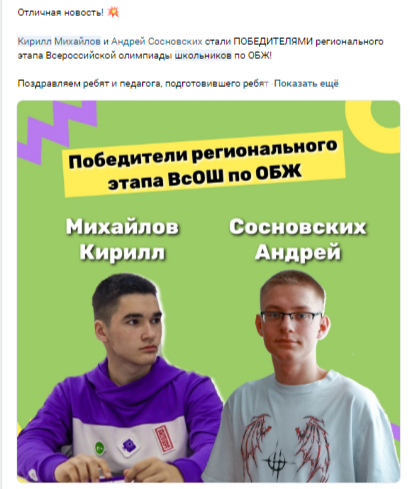 Отличная новость! 💥
Кирилл Михайлов и Андрей Сосновских стали ПОБЕДИТЕЛЯМИ регионального
этапа Всероссийской олимпиады школьников по ОБЖ!
Поздравляем ребят и педагога, подготовившего ребят Показать ещё
Победители регионального
этапа ВсОШ по ОБЖ
Михайлов
Кирилл
Сосновских
Андрей